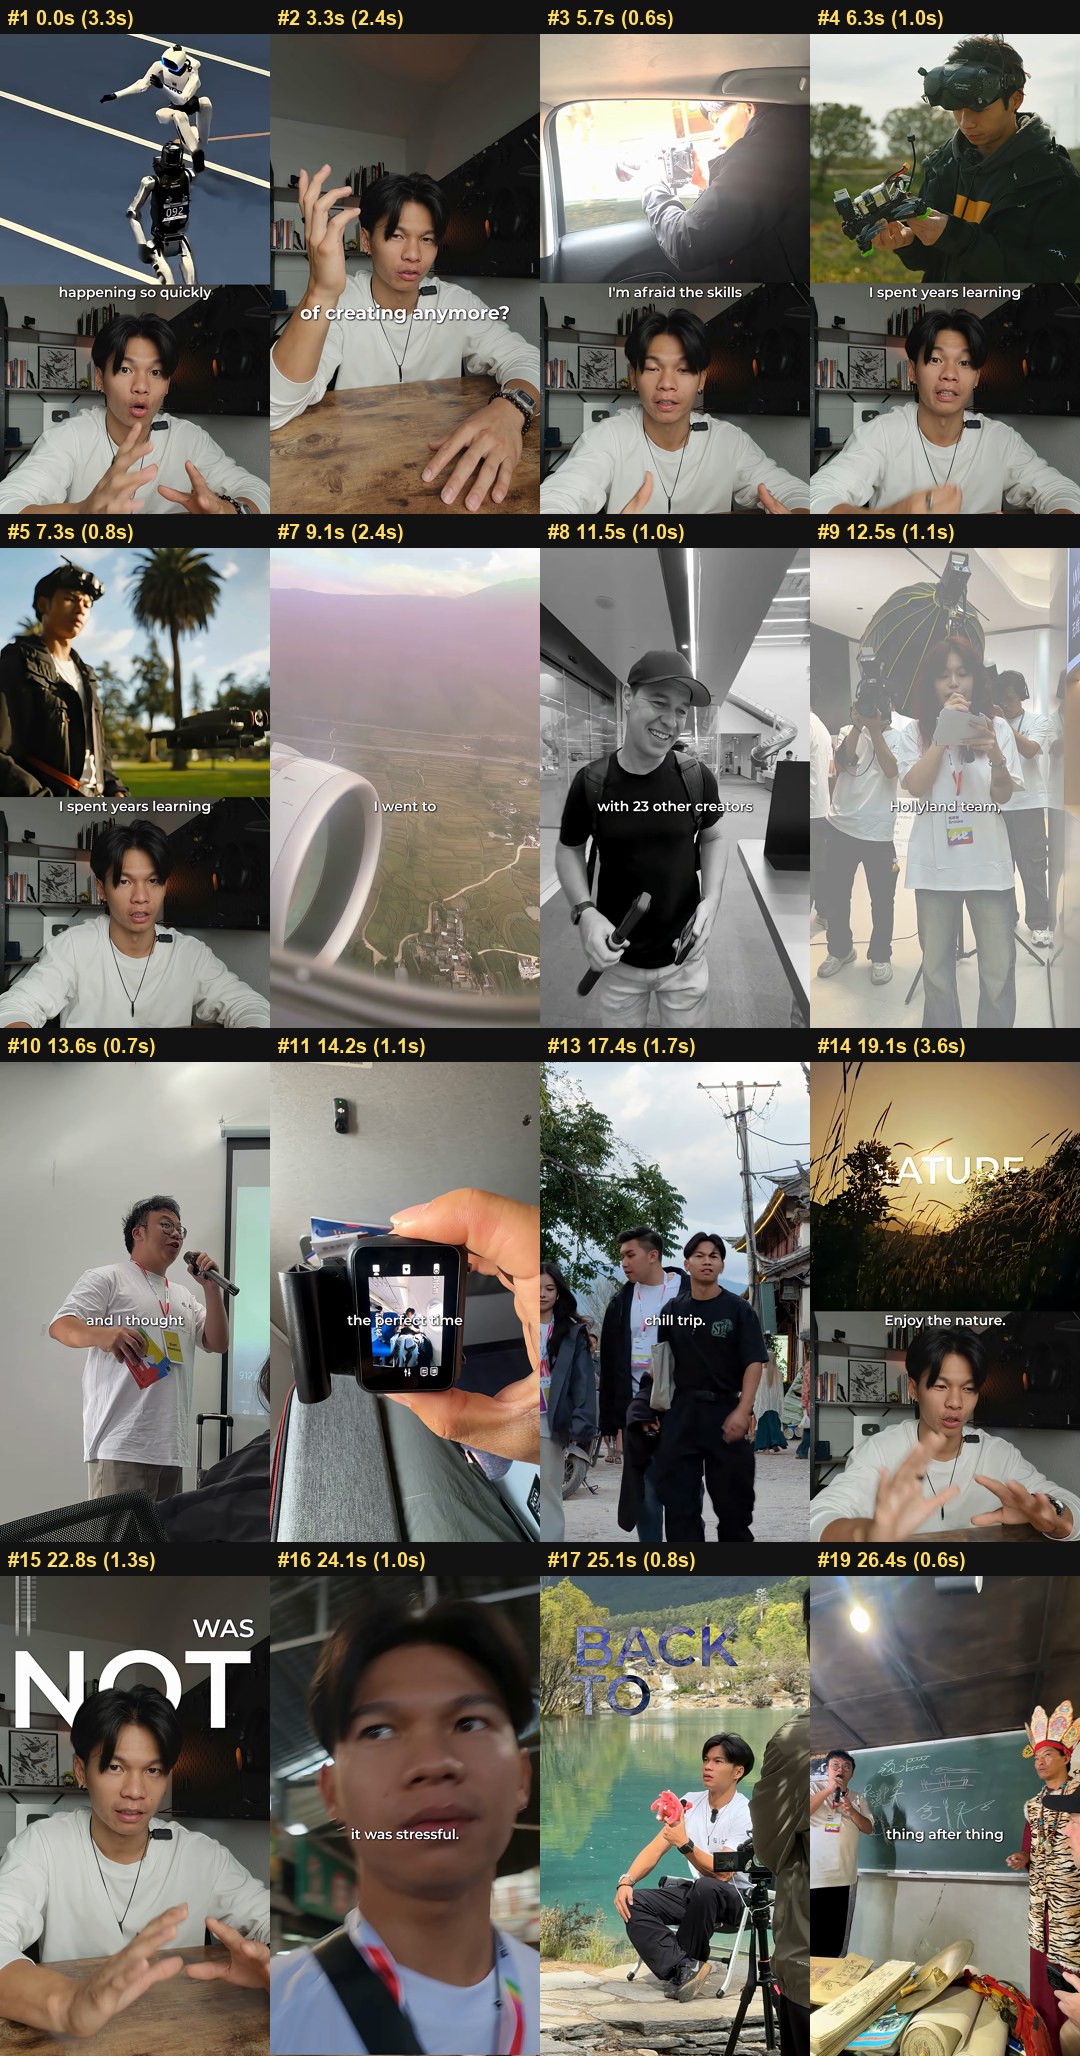 #1 0.0s (3.3s)
#2 3.3s (2.4s)
#3 5.7s (0.6s)
#4 6.3s (1.0s)
092
happening so quickly
of creating anymore?
I'm afraid the skills
I spent years learning
#5 7.3s (0.8s)
#7 9.1s (2.4s)
#8 11.5s (1.0s)
#9 12.5s (1.1s)
I spent years learning
I went to
with 23 other creators
Hollyland team,
#10 13.6s (0.7s)
#11 14.2s (1.1s)
#13 17.4s (1.7s)
#14 19.1s (3.6s)
NATURE
and I thought
the perfect time
chill trip.
Enjoy the nature.
#15 22.8s (1.3s)
#16 24.1s (1.0s)
#17 25.1s (0.8s)
#19 26.4s (0.6s)
WAS
NOT
BACK
TO
it was stressful.
thing after thing